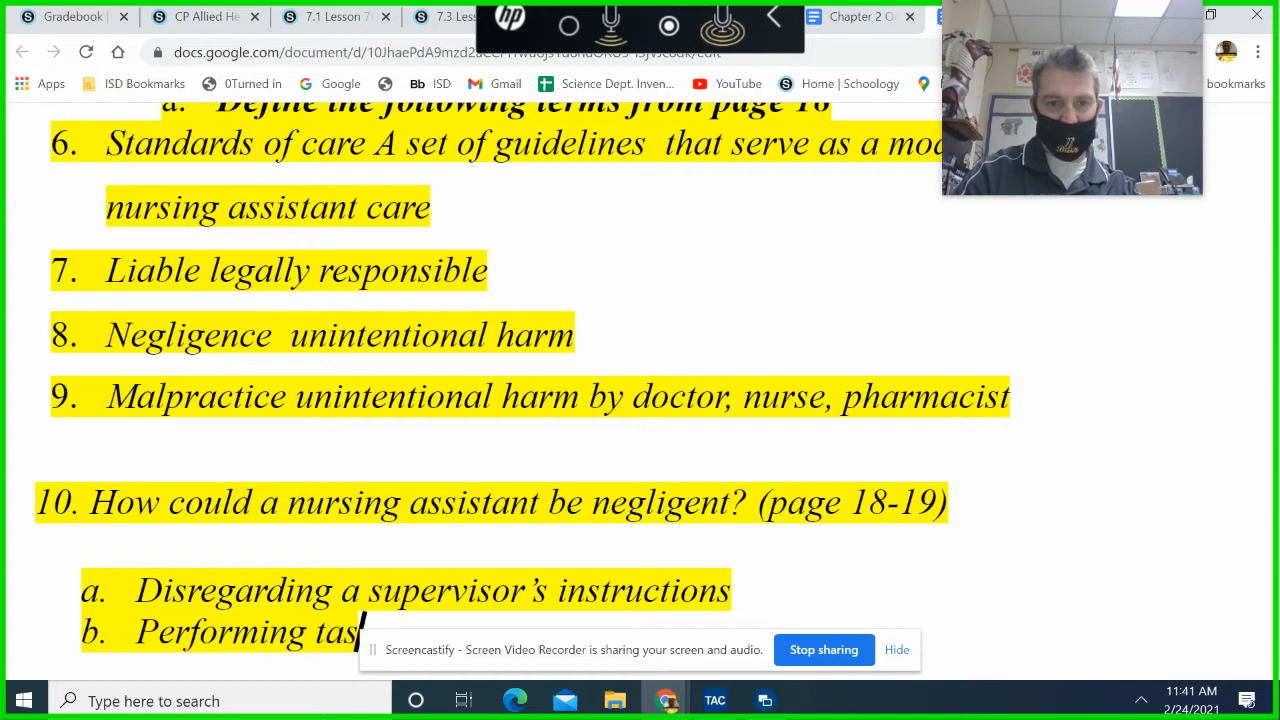 Gradebook
CP Allied He
7.1 Lesson 7
7.3 Less
Chapter 2 O
hp
docs.google.com/document/d/
Apps
ISD Bookmarks
0Turned in
Google
Bb ISD
Gmail
Science Dept. Inven...
YouTube
Home | Schoology
bookmarks
a. Define the following terms from page 18
6. Standards of care A set of guidelines that serve as a mod
nursing assistant care
7. Liable legally responsible
8. Negligence unintentional harm
9. Malpractice unintentional harm by doctor, nurse, pharmacist
10. How could a nursing assistant be negligent? (page 18-19)
a. Disregarding a supervisor's instructions
b. Performing tas
Screencastify - Screen Video Recorder is sharing your screen and audio.
Stop sharing
Hide
Type here to search
TAC
11:41 AM
2/24/2021